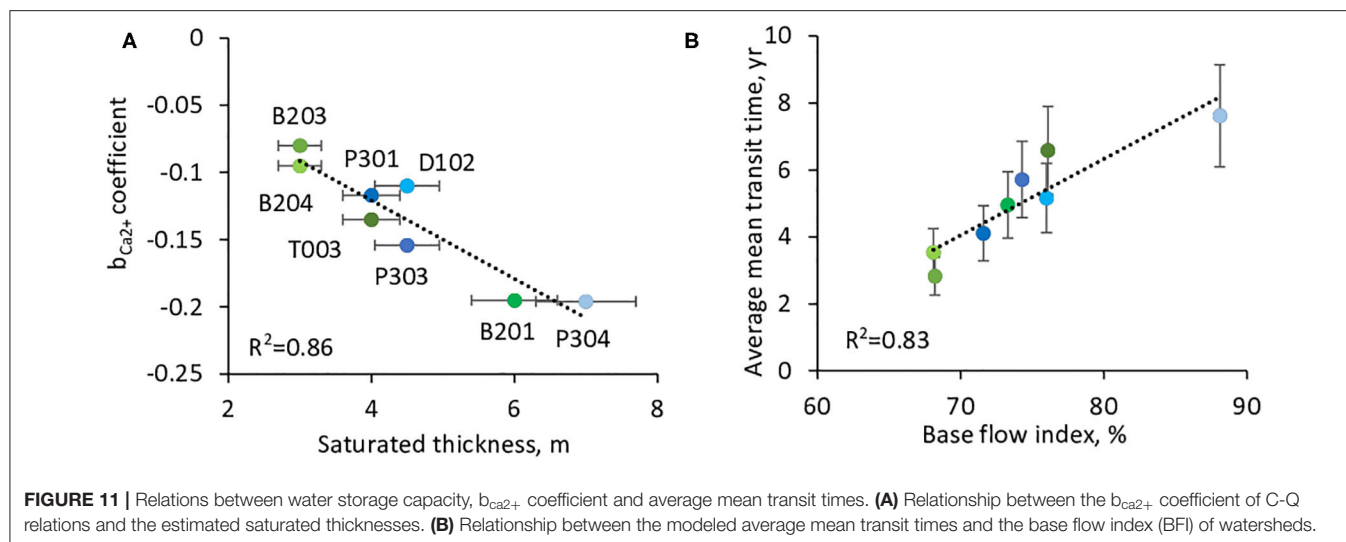 A
0
-0.05
-0.1
-0.15
-0.2
-0.25
b_Ca2+ coefficient
B203
P301
D102
B204
T003
P303
B201
P304
R²=0.86
2 4 6 8
Saturated thickness, m
B
10
8
6
4
2
0
Average mean transit time, yr
R²=0.83
60 70 80 90
Base flow index, %
FIGURE 11 | Relations between water storage capacity, b_ca2+ coefficient and average mean transit times. (A) Relationship between the b_ca2+ coefficient of C-Q
relations and the estimated saturated thicknesses. (B) Relationship between the modeled average mean transit times and the base flow index (BFI) of watersheds.